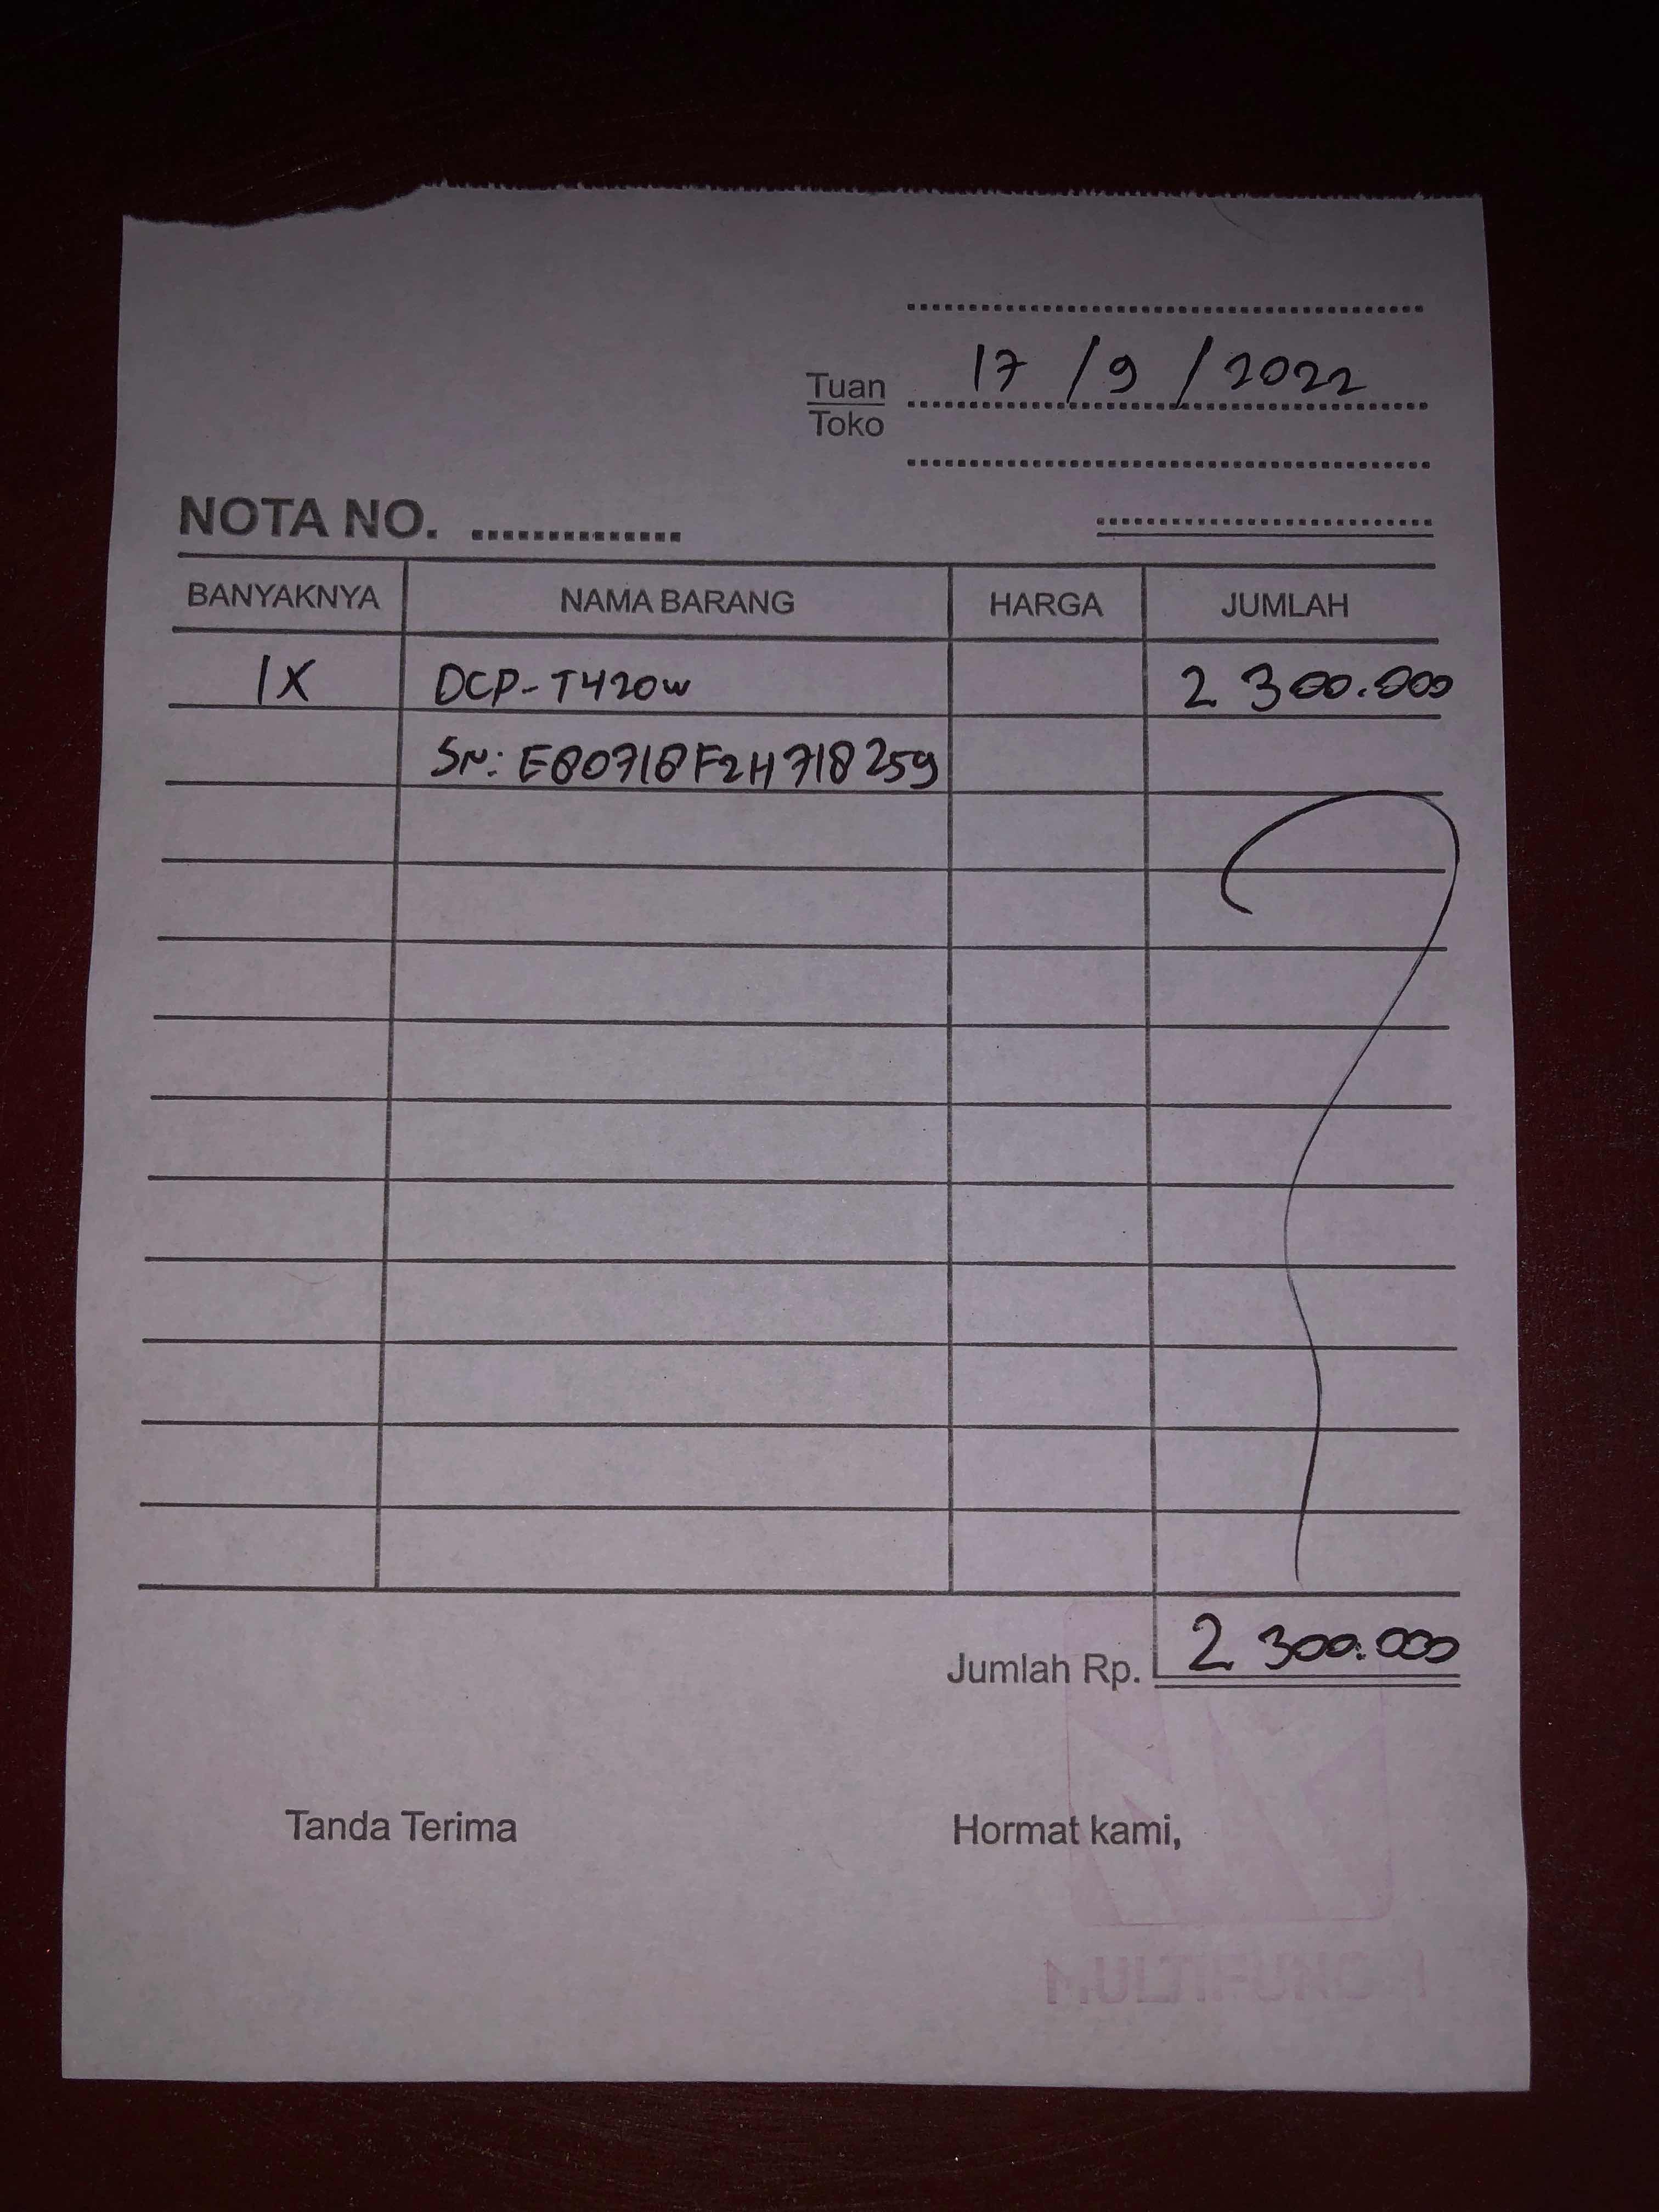 17 / 9 / 2022
Tuan
Toko
NOTA NO.
BANYAKNYA NAMA BARANG HARGA JUMLAH
1X DCP-T420W 2 300.000
SN: E80718F2H718259
Jumlah Rp. 2 300.000
Tanda Terima Hormat kami,